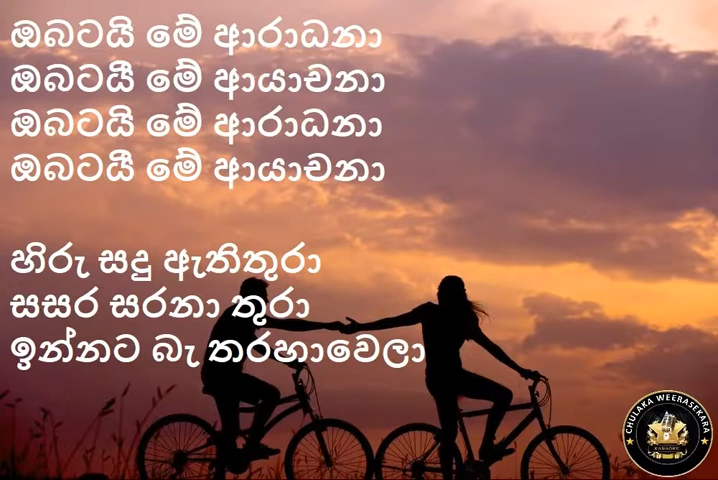 ඔබටයි මේ ආරාධනා
ඔබටයි මේ ආයාචනා
ඔබටයි මේ ආරාධනා
ඔබටයි මේ ආයාචනා
හිරු සඳු ඇතිතුරා
සසර සරනා තුරා
ඉන්නට බැ තරහාවෙලා
CHULAKA WEERASEKARA
KARAOKE